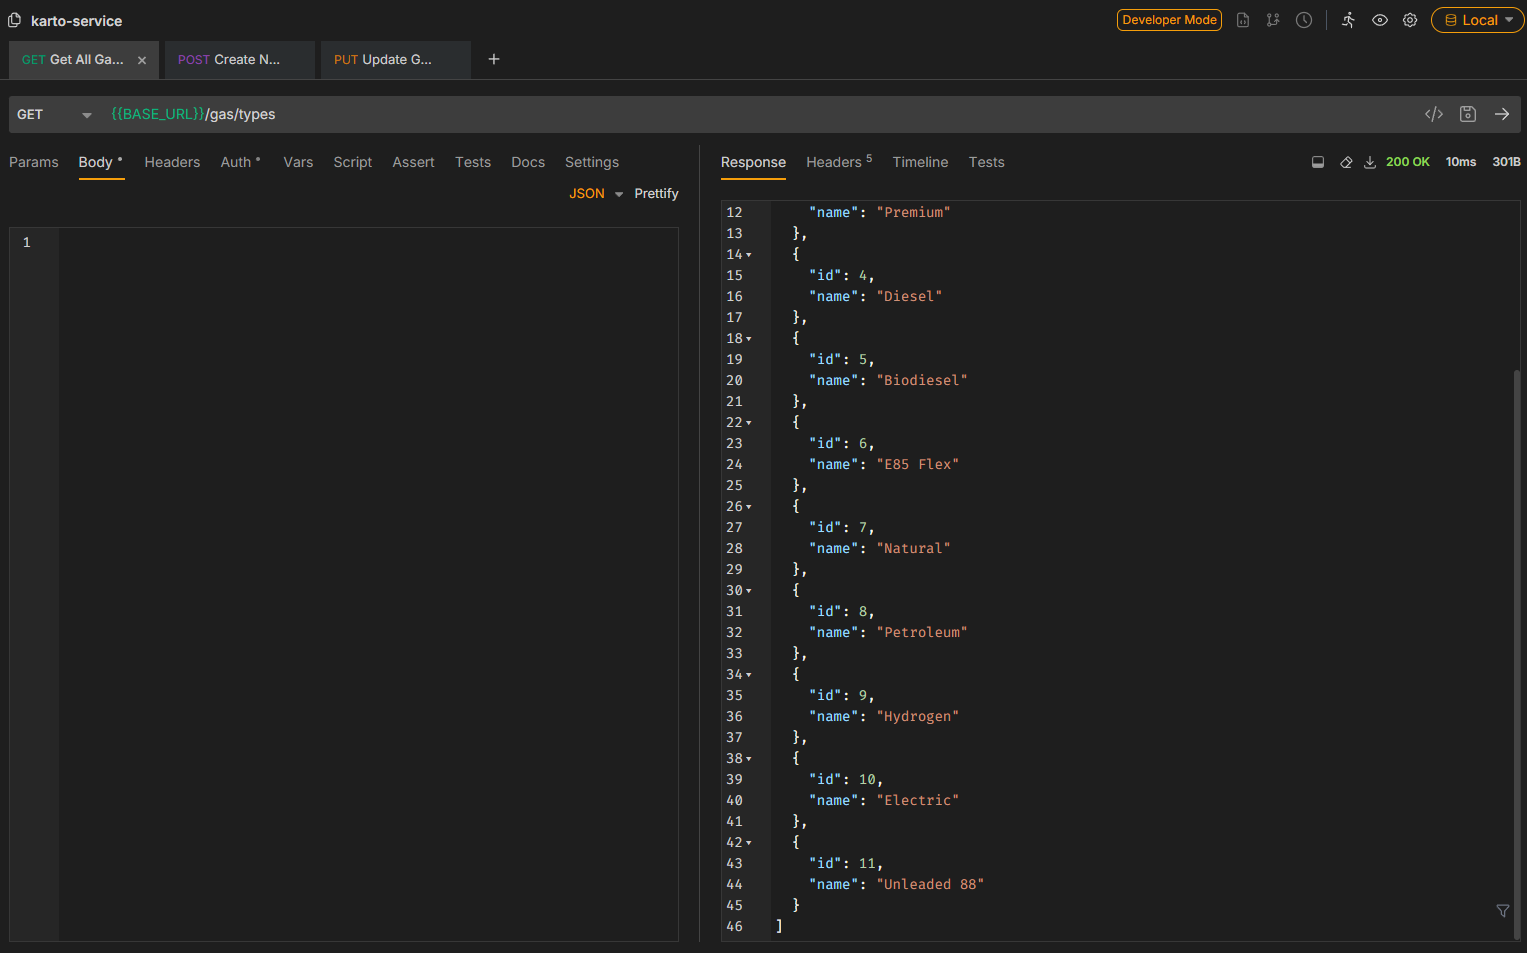 karto-service
Developer Mode
Local
GET Get All Ga...
POST Create N...
PUT Update G...
GET
{{BASE_URL}}/gas/types
Params
Body
Headers
Auth
Vars
Script
Assert
Tests
Docs
Settings
JSON
Prettify
1
Response
Headers 5
Timeline
Tests
200 OK
10ms
301B
12 "name": "Premium"
13 },
14 {
15 "id": 4,
16 "name": "Diesel"
17 },
18 {
19 "id": 5,
20 "name": "Biodiesel"
21 },
22 {
23 "id": 6,
24 "name": "E85 Flex"
25 },
26 {
27 "id": 7,
28 "name": "Natural"
29 },
30 {
31 "id": 8,
32 "name": "Petroleum"
33 },
34 {
35 "id": 9,
36 "name": "Hydrogen"
37 },
38 {
39 "id": 10,
40 "name": "Electric"
41 },
42 {
43 "id": 11,
44 "name": "Unleaded 88"
45 }
46 ]